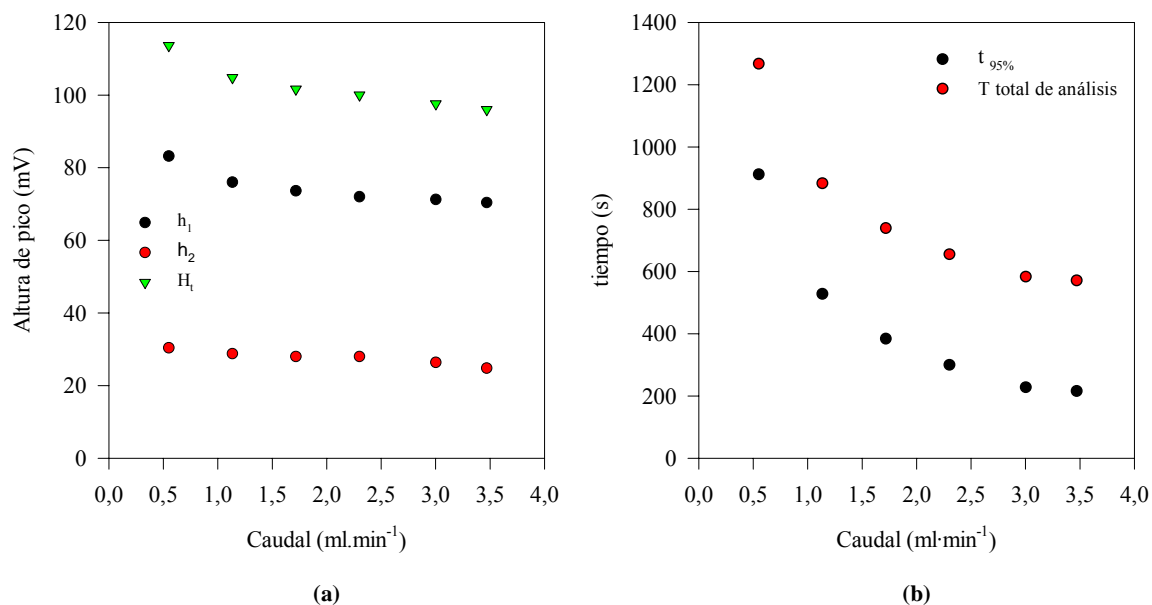 120
100
80
60
40
20
0
Altura de pico (mV)
h1
h2
Ht
0,0 0,5 1,0 1,5 2,0 2,5 3,0 3,5 4,0
Caudal (ml.min-1)
(a)
1400
1200
1000
800
600
400
200
0
tiempo (s)
t 95%
T total de análisis
0,0 0,5 1,0 1,5 2,0 2,5 3,0 3,5 4,0
Caudal (ml·min-1)
(b)